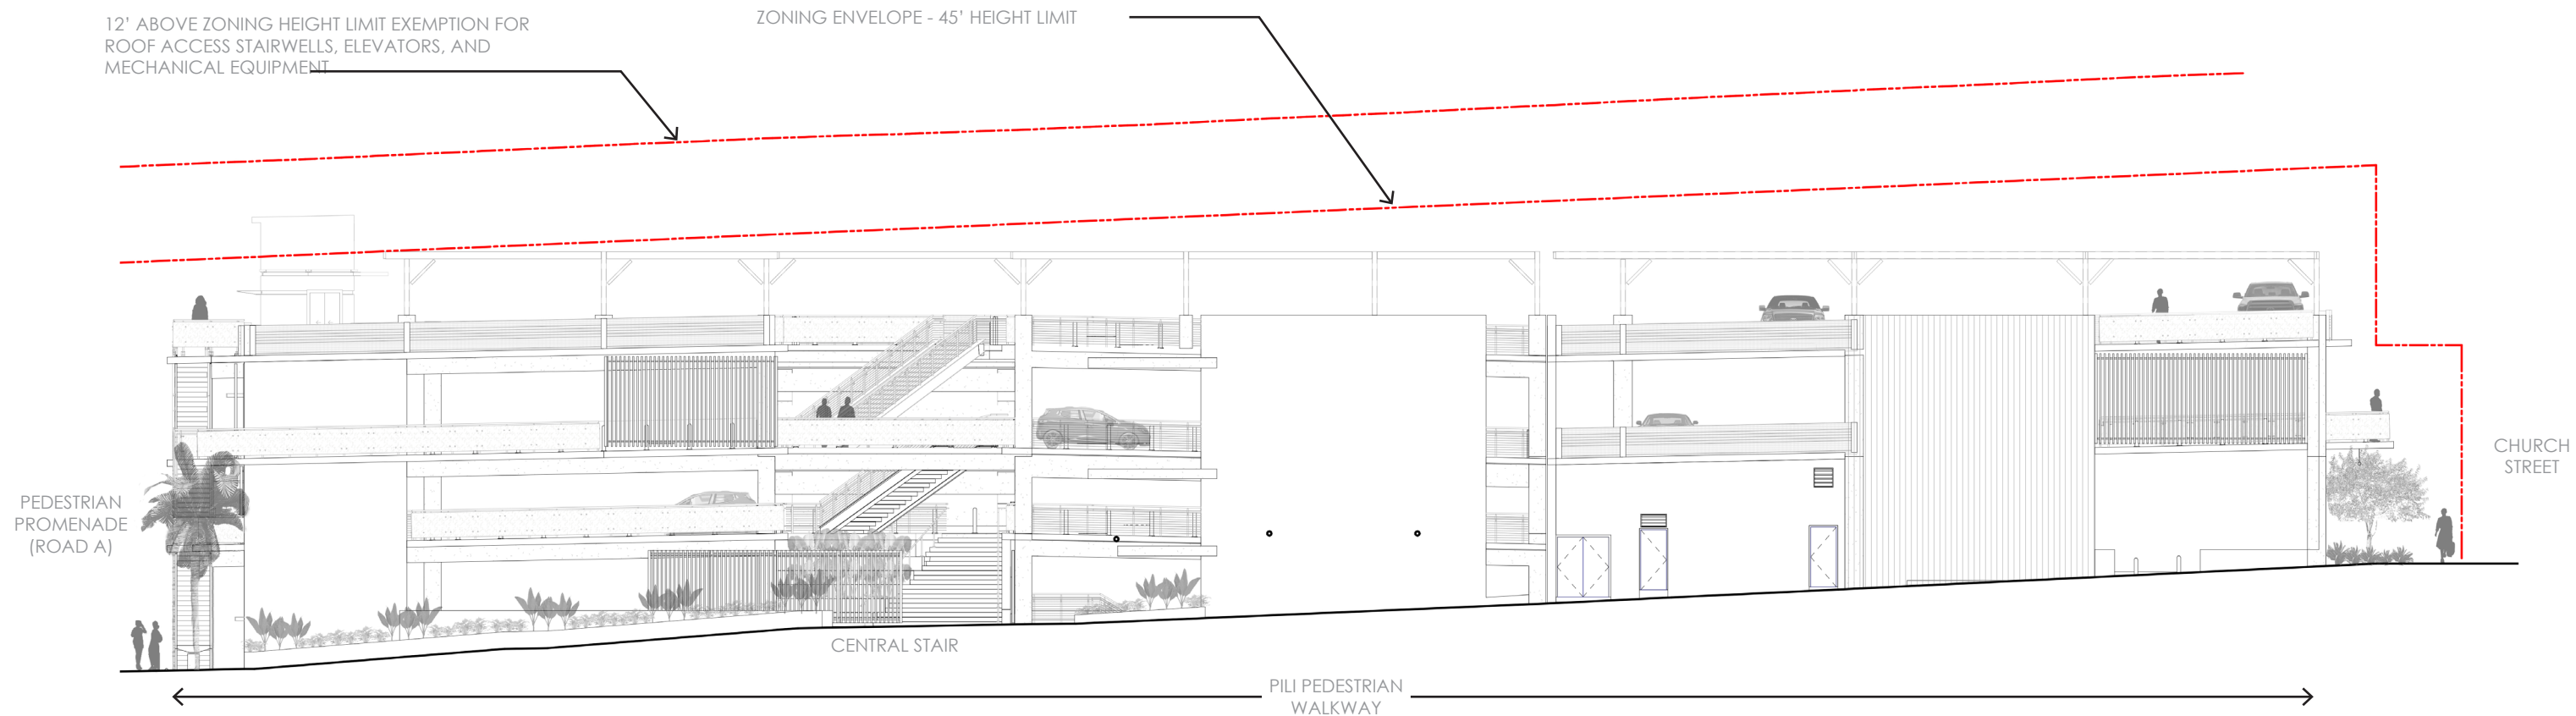 12’ ABOVE ZONING HEIGHT LIMIT EXEMPTION FOR
ROOF ACCESS STAIRWELLS, ELEVATORS, AND
MECHANICAL EQUIPMENT
ZONING ENVELOPE - 45’ HEIGHT LIMIT
PEDESTRIAN
PROMENADE
(ROAD A)
CHURCH
STREET
CENTRAL STAIR
PILI PEDESTRIAN
WALKWAY